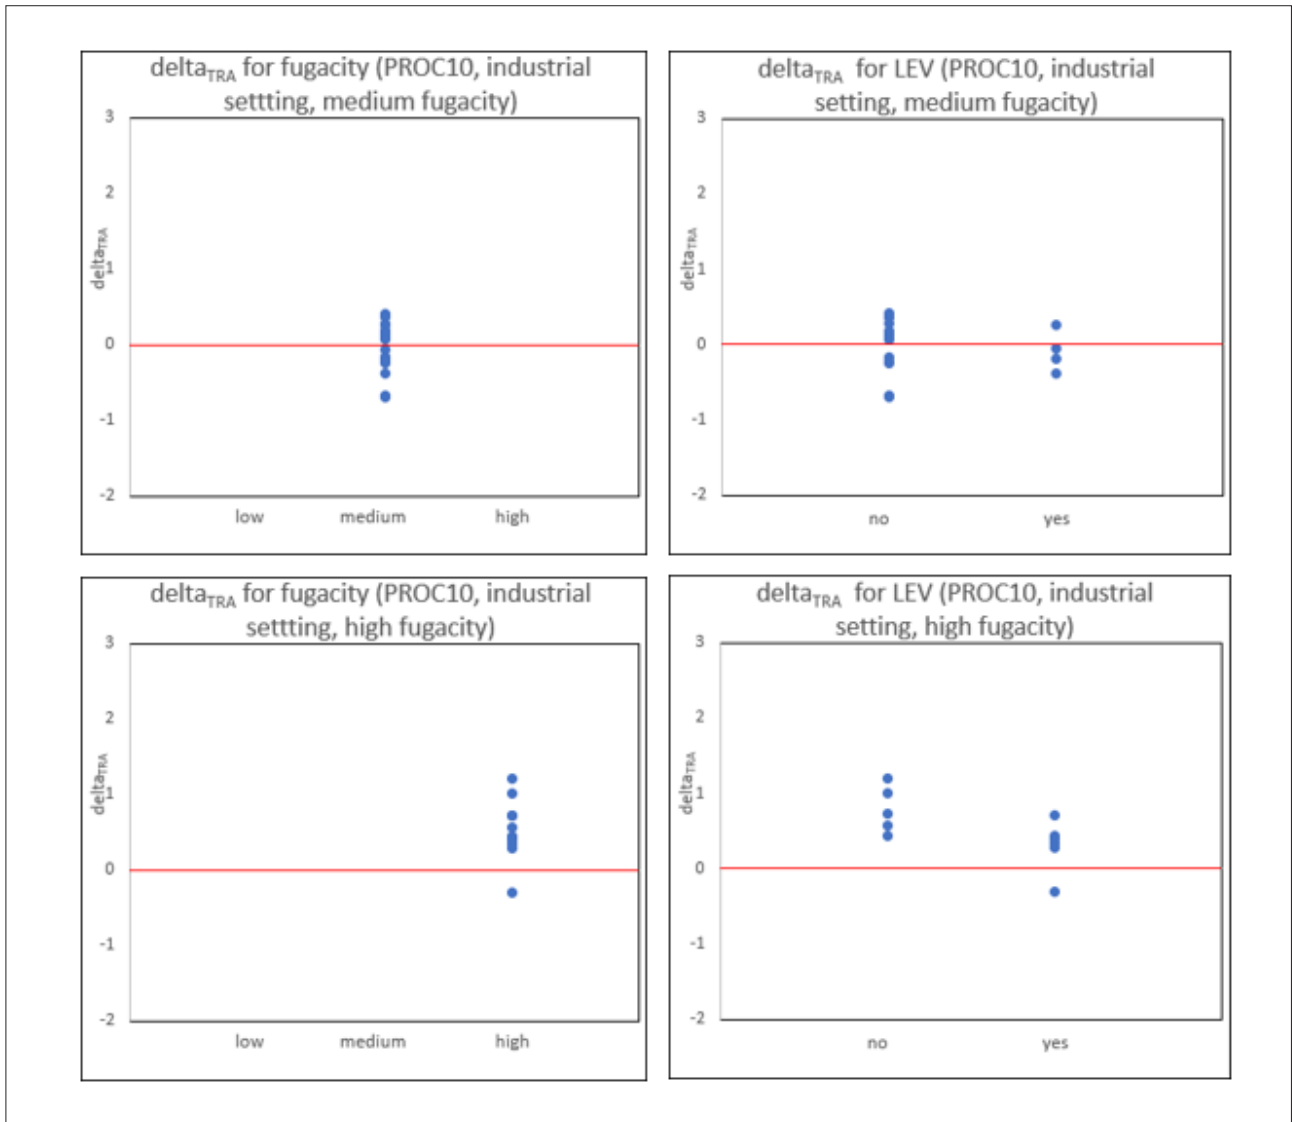 delta_TRA for fugacity (PROC10, industrial
settting, medium fugacity)
3
2
1
0
-1
-2
delta_TRA
low medium high
delta_TRA for LEV (PROC10, industrial
setting, medium fugacity)
3
2
1
0
-1
-2
delta_TRA
no yes
delta_TRA for fugacity (PROC10, industrial
settting, high fugacity)
3
2
1
0
-1
-2
delta_TRA
low medium high
delta_TRA for LEV (PROC10, industrial
setting, high fugacity)
3
2
1
0
-1
-2
delta_TRA
no yes